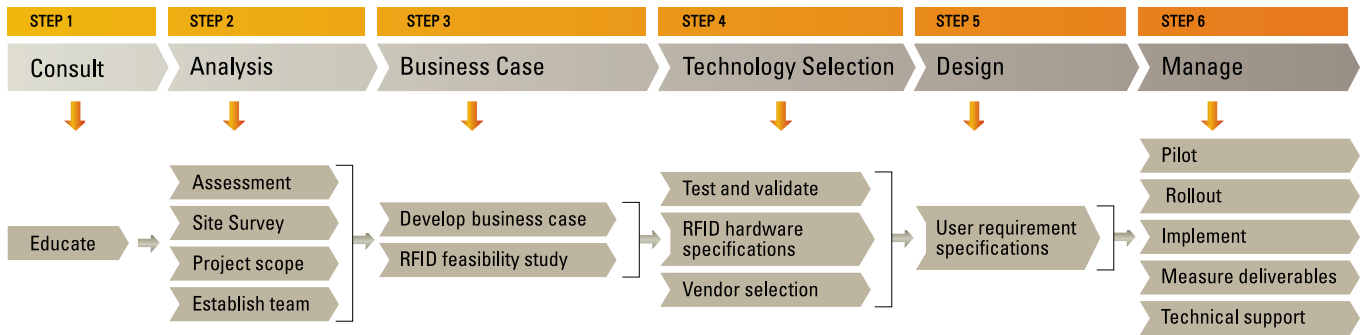 STEP 1
STEP 2
STEP 3
STEP 4
STEP 5
STEP 6
Consult
Analysis
Business Case
Technology Selection
Design
Manage
Educate
Assessment
Site Survey
Project scope
Establish team
Develop business case
RFID feasibility study
Test and validate
RFID hardware
specifications
Vendor selection
User requirement
specifications
Pilot
Rollout
Implement
Measure deliverables
Technical support